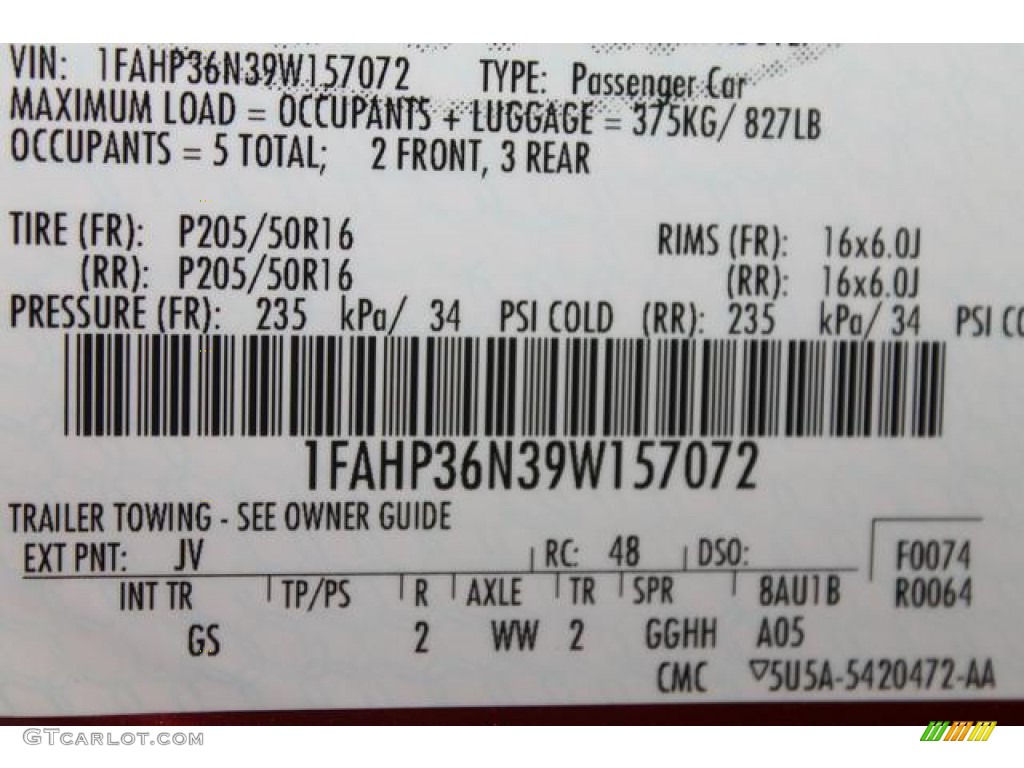 VIN: 1FAHP36N39W157072 TYPE: Passenger Car
MAXIMUM LOAD = OCCUPANTS + LUGGAGE = 375KG/ 827LB
OCCUPANTS = 5 TOTAL; 2 FRONT, 3 REAR
TIRE (FR): P205/50R16 RIMS (FR): 16x6.0J
(RR): P205/50R16 (RR): 16x6.0J
PRESSURE (FR): 235 kPa/ 34 PSI COLD (RR): 235 kPa/ 34 PSI CO
1FAHP36N39W157072
TRAILER TOWING - SEE OWNER GUIDE
EXT PNT: JV RC: 48 DSO: F0074
INT TR TP/PS R AXLE TR SPR 8AU1B R0064
GS 2 WW 2 GGHH A05
CMC ▽5U5A-5420472-AA
GTCARLOT.COM